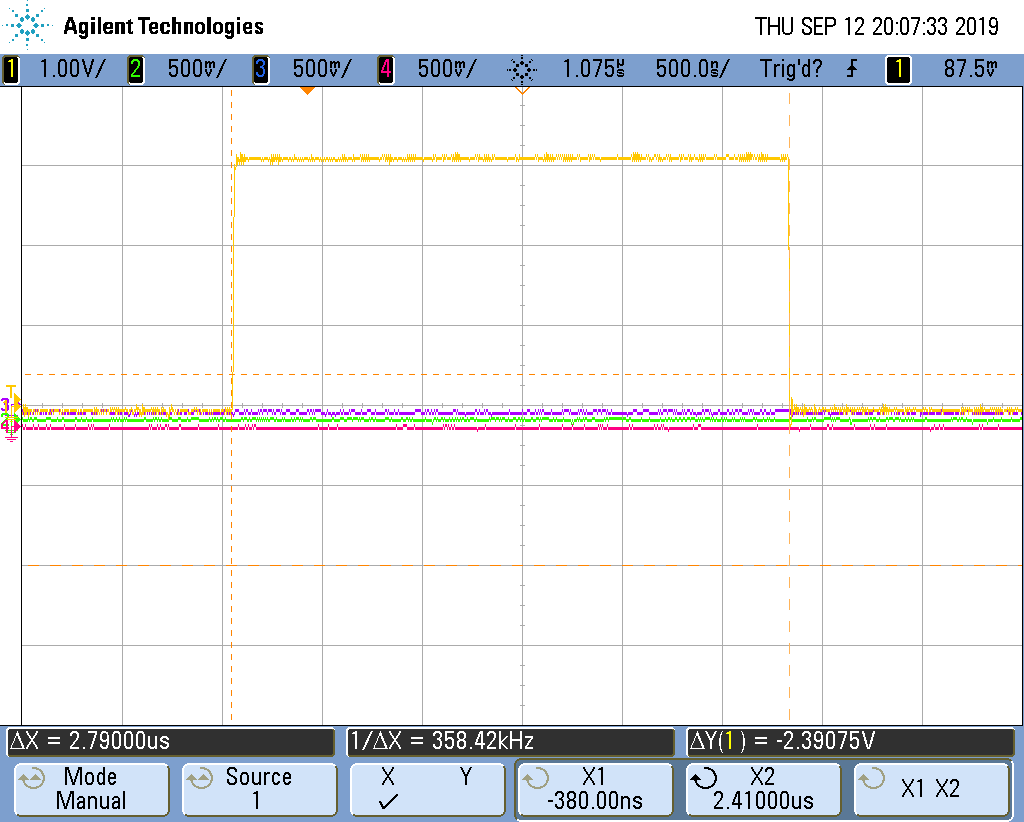 Agilent Technologies THU SEP 12 20:07:33 2019
1 1.00V/ 2 500mV/ 3 500mV/ 4 500mV/ 1.075us 500.0ns/ Trig'd? 1 87.5mV
T
3
2
4
ΔX = 2.79000us 1/ΔX = 358.42kHz ΔY(1) = -2.39075V
Mode Source X Y X1 X2 X1 X2
Manual 1 ✓ -380.00ns 2.41000us